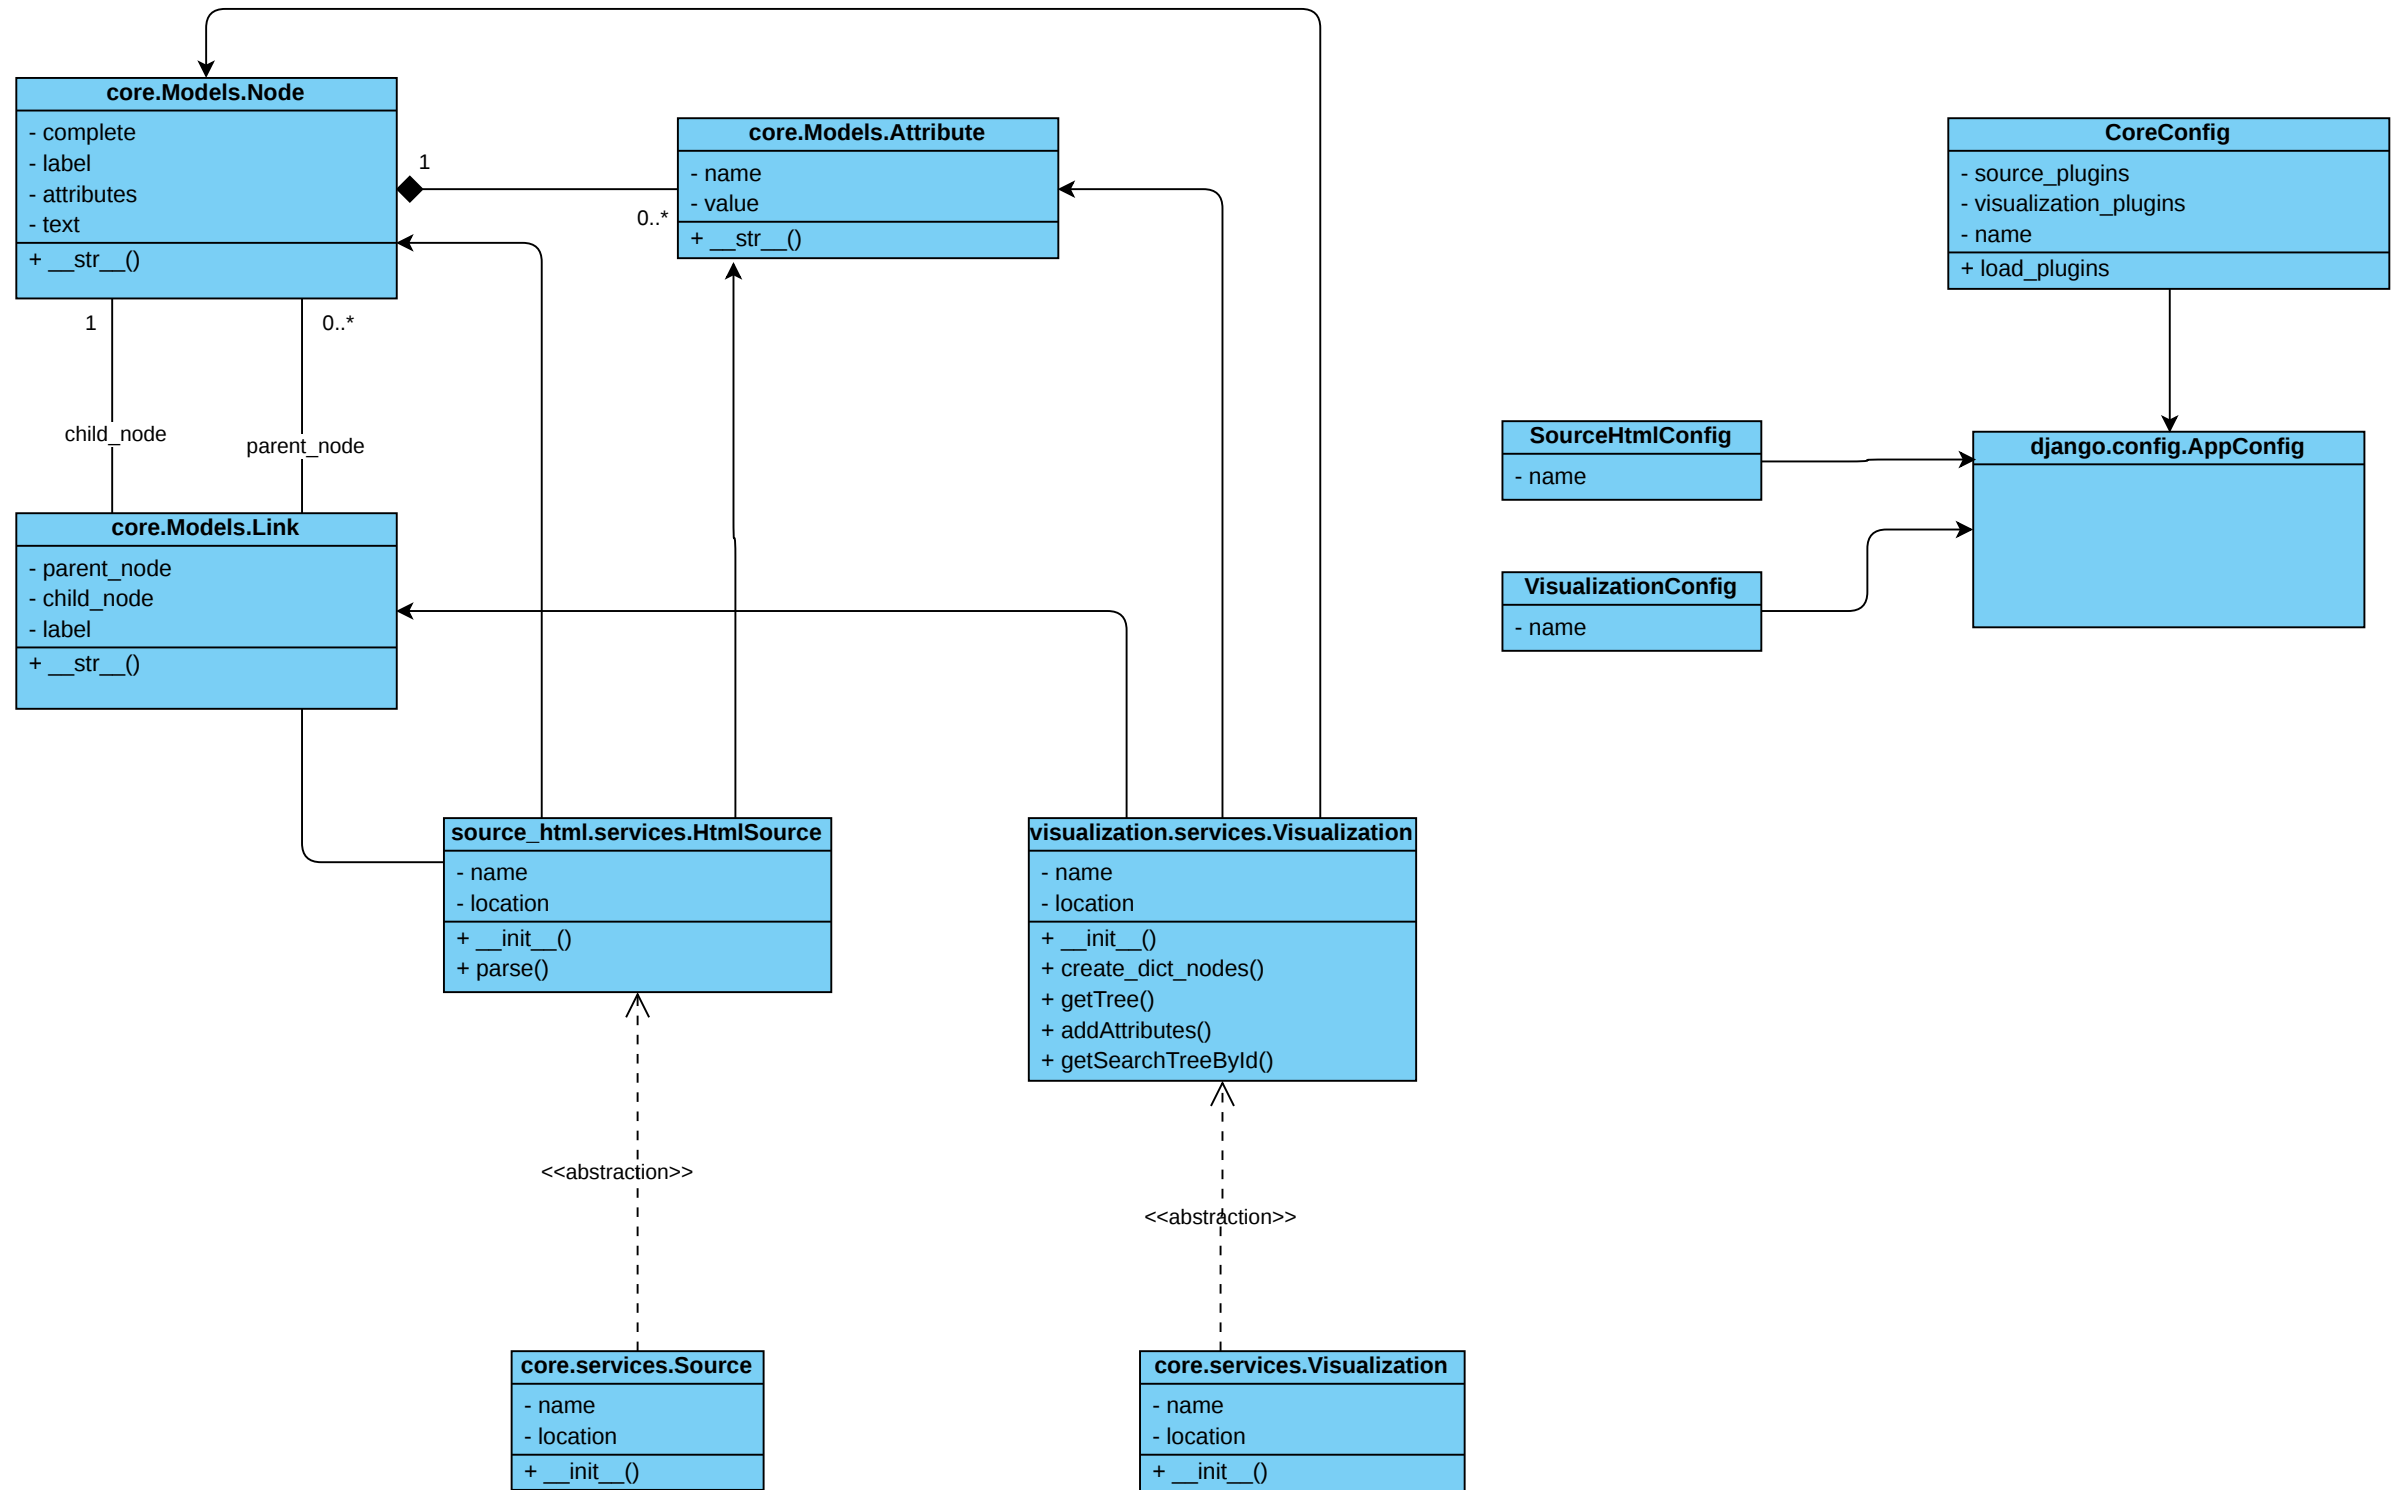 core.Models.Node
- complete
- label
- attributes
- text
+ __str__()
1
0..*
core.Models.Attribute
- name
- value
+ __str__()
CoreConfig
- source_plugins
- visualization_plugins
- name
+ load_plugins
1
0..*
child_node
parent_node
SourceHtmlConfig
- name
django.config.AppConfig
VisualizationConfig
- name
core.Models.Link
- parent_node
- child_node
- label
+ __str__()
source_html.services.HtmlSource
- name
- location
+ __init__()
+ parse()
visualization.services.Visualization
- name
- location
+ __init__()
+ create_dict_nodes()
+ getTree()
+ addAttributes()
+ getSearchTreeById()
<<abstraction>>
<<abstraction>>
core.services.Source
- name
- location
+ __init__()
core.services.Visualization
- name
- location
+ __init__()